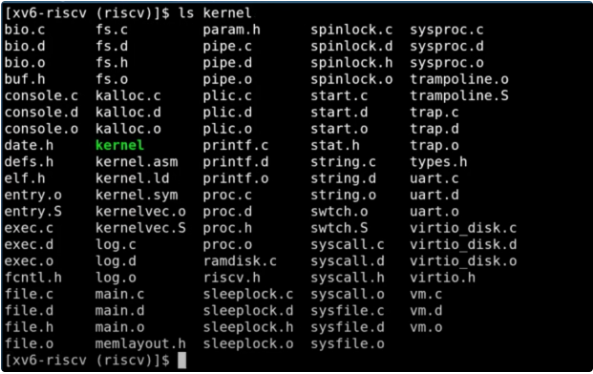 [xv6-riscv (riscv)]$ ls kernel
bio.c fs.c param.h spinlock.c sysproc.c
bio.d fs.d pipe.c spinlock.d sysproc.d
bio.o fs.h pipe.d spinlock.h sysproc.o
buf.h fs.o pipe.o spinlock.o trampoline.o
console.c kalloc.c plic.c start.c trampoline.S
console.d kalloc.d plic.d start.d trap.c
console.o kalloc.o plic.o start.o trap.d
date.h kernel printf.c stat.h trap.o
defs.h kernel.asm printf.d string.c types.h
elf.h kernel.ld printf.o string.d uart.c
entry.o kernel.sym proc.c string.o uart.d
entry.S kernelvec.o proc.d swtch.o uart.o
exec.c kernelvec.S proc.h swtch.S virtio_disk.c
exec.d log.c proc.o syscall.c virtio_disk.d
exec.o log.d ramdisk.c syscall.d virtio_disk.o
fcntl.h log.o riscv.h syscall.h virtio.h
file.c main.c sleeplock.c syscall.o vm.c
file.d main.d sleeplock.d sysfile.c vm.d
file.h main.o sleeplock.h sysfile.d vm.o
file.o memlayout.h sleeplock.o sysfile.o
[xv6-riscv (riscv)]$